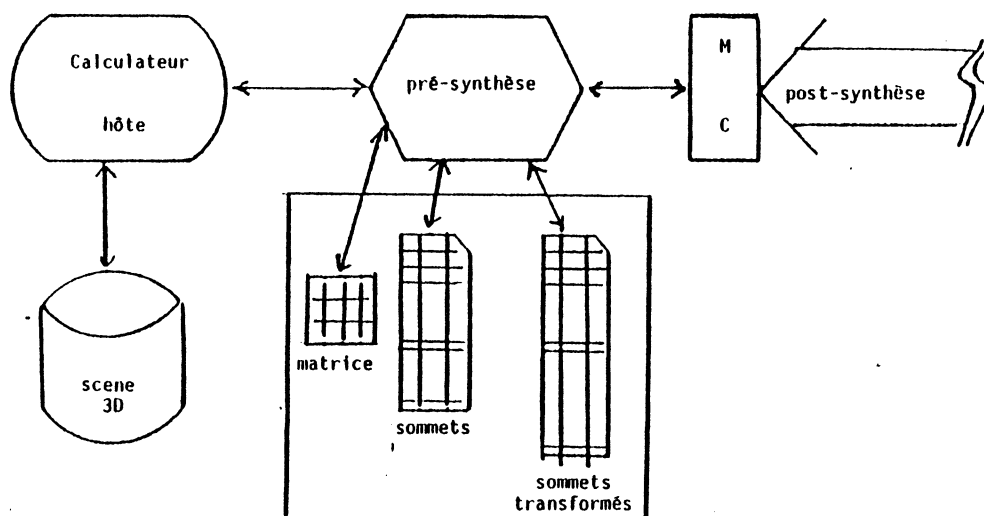 Calculateur
hôte
pré-synthèse
M
C
post-synthèse
scene
3D
matrice
sommets
sommets
transformés